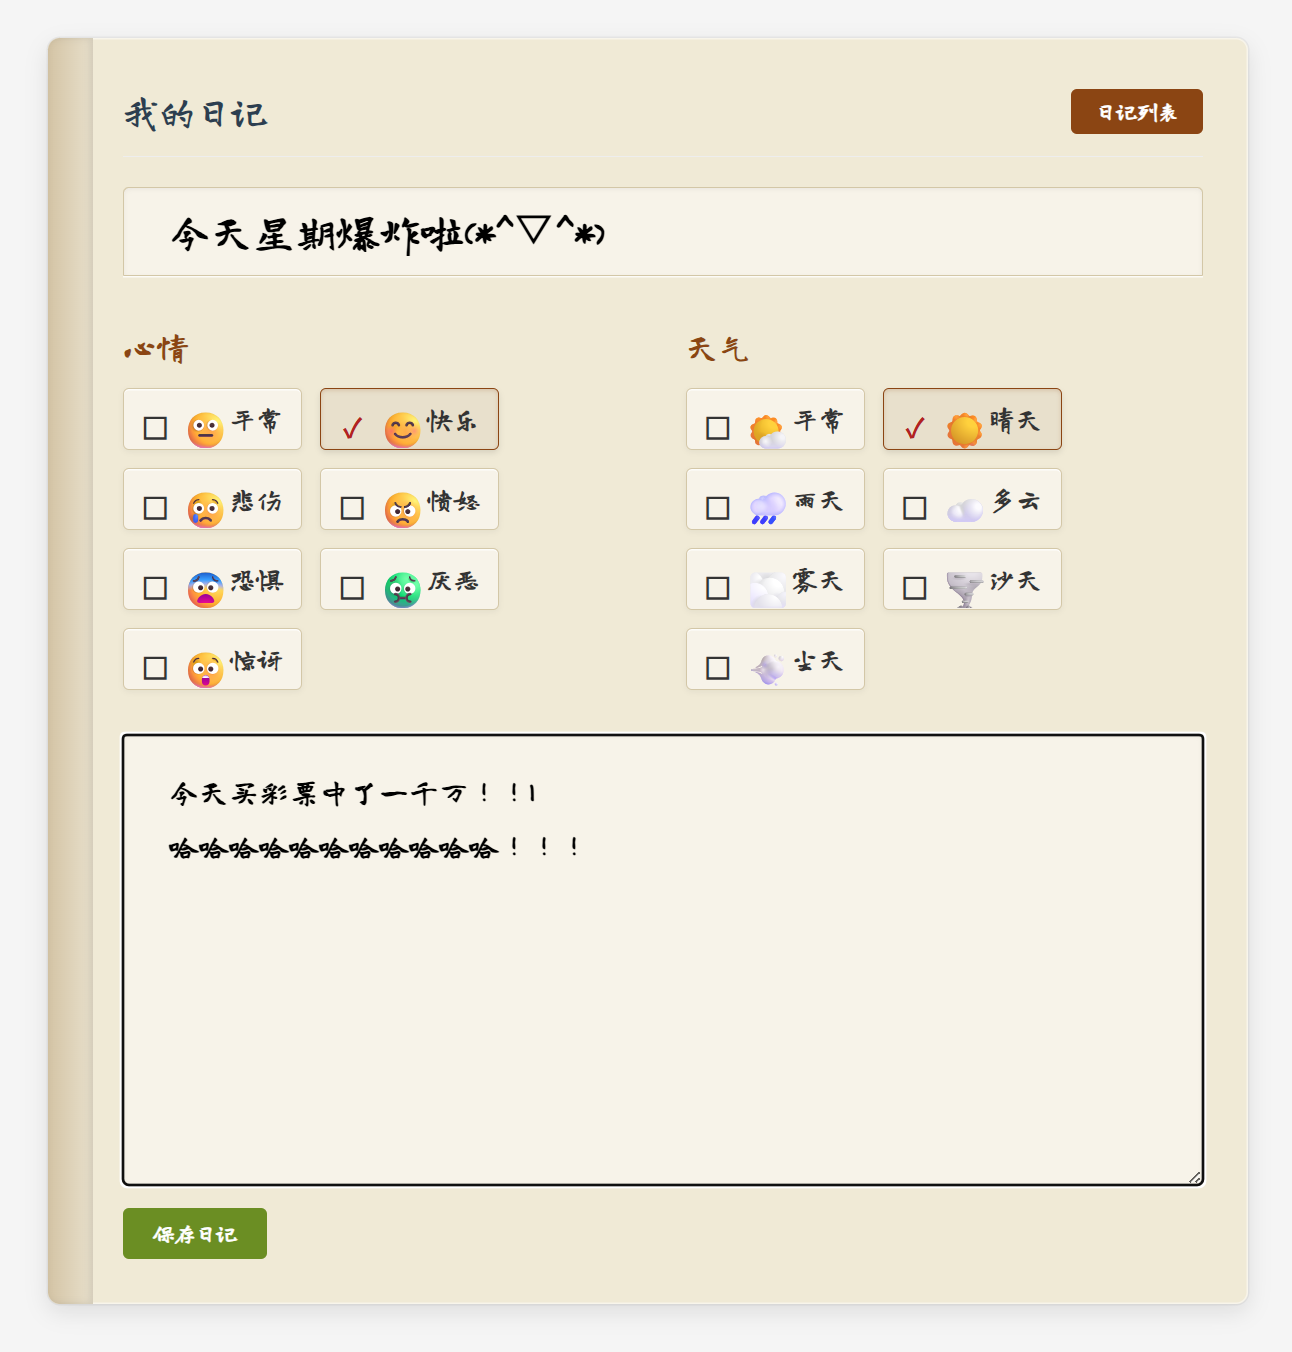 我的日记
日记列表
今天星期爆炸啦(*^▽^*)
心情
平常
快乐
悲伤
愤怒
恐惧
厌恶
惊讶
天气
平常
晴天
雨天
多云
雾天
沙天
尘天
今天买彩票中了一千万！！1
哈哈哈哈哈哈哈哈哈哈哈！！！
保存日记